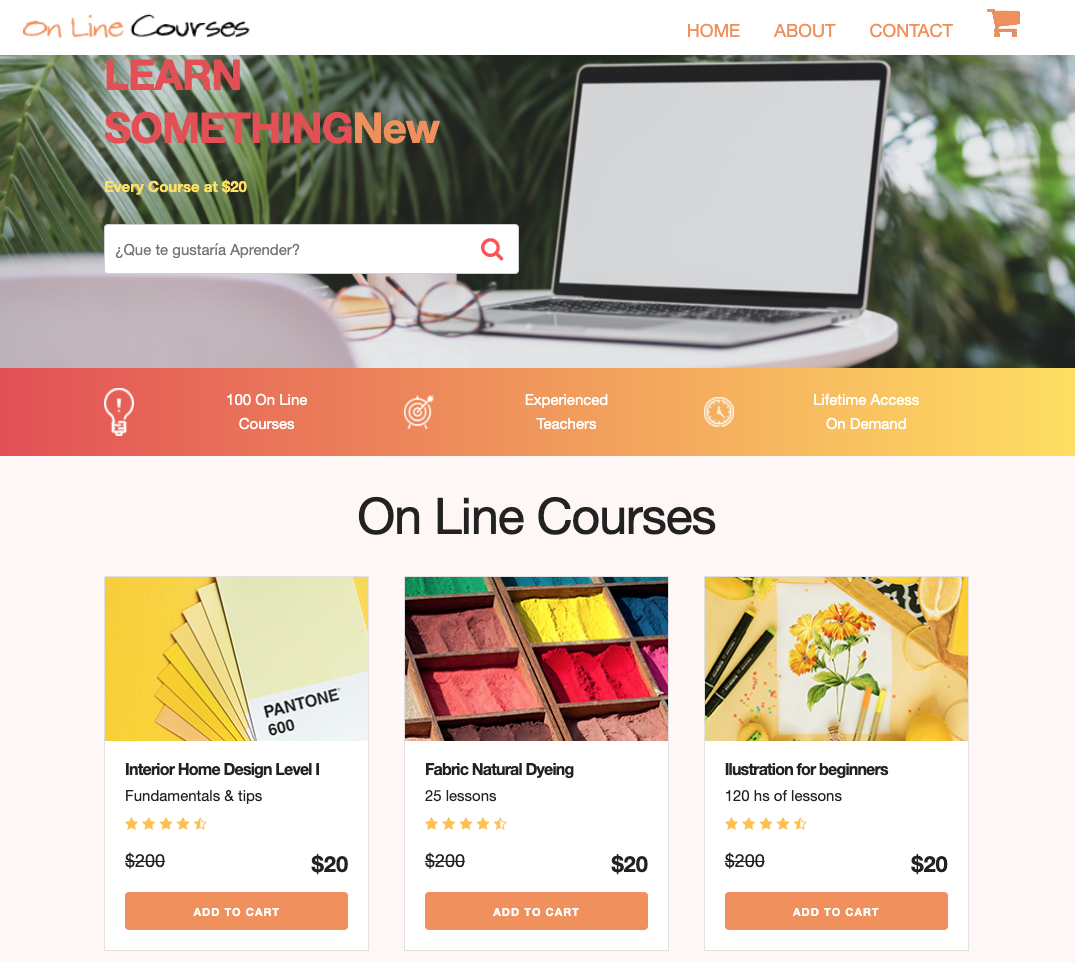 On Line Courses
HOME ABOUT CONTACT
LEARN
SOMETHINGNew
Every Course at $20
¿Que te gustaría Aprender?
100 On Line
Courses
Experienced
Teachers
Lifetime Access
On Demand
On Line Courses
PANTONE®
600
Interior Home Design Level I
Fundamentals & tips
$200 $20
ADD TO CART
Fabric Natural Dyeing
25 lessons
$200 $20
ADD TO CART
Ilustration for beginners
120 hs of lessons
$200 $20
ADD TO CART